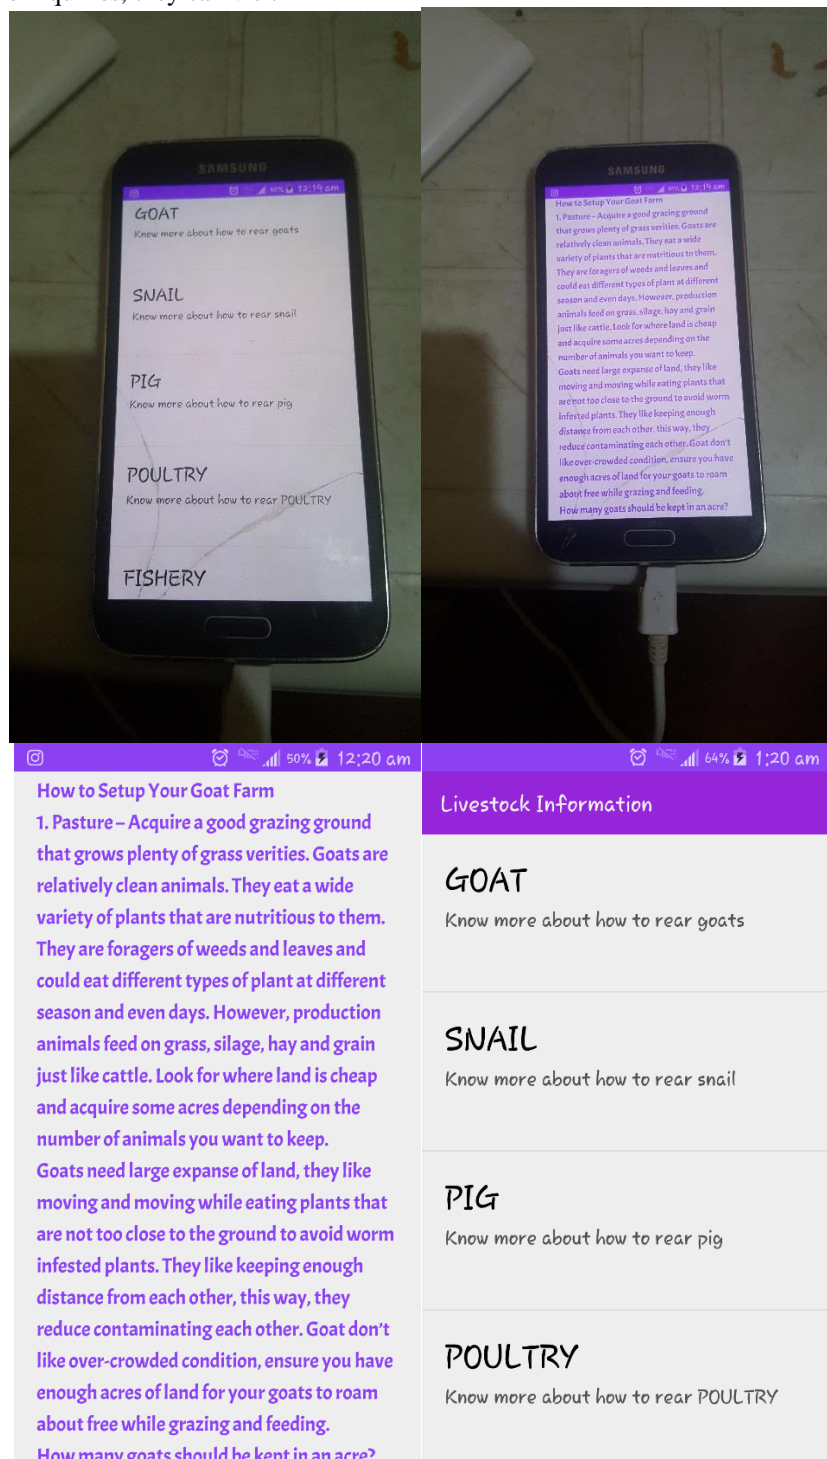 SAMSUNG
12:19 am
GOAT
Know more about how to rear goats
SNAIL
Know more about how to rear snail
PIG
Know more about how to rear pig
POULTRY
Know more about how to rear POULTRY
FISHERY
SAMSUNG
12:19 am
How to Setup Your Goat Farm
1. Pasture – Acquire a good grazing ground
that grows plenty of grass verities. Goats are
relatively clean animals. They eat a wide
variety of plants that are nutritious to them.
They are foragers of weeds and leaves and
could eat different types of plant at different
season and even days. However, production
animals feed on grass, silage, hay and grain
just like cattle. Look for where land is cheap
and acquire some acres depending on the
number of animals you want to keep.
Goats need large expanse of land, they like
moving and moving while eating plants that
are not too close to the ground to avoid worm
infested plants. They like keeping enough
distance from each other, this way, they
reduce contaminating each other. Goat don't
like over-crowded condition, ensure you have
enough acres of land for your goats to roam
about free while grazing and feeding.
How many goats should be kept in an acre?
50% 12:20 am
How to Setup Your Goat Farm
1. Pasture – Acquire a good grazing ground
that grows plenty of grass verities. Goats are
relatively clean animals. They eat a wide
variety of plants that are nutritious to them.
They are foragers of weeds and leaves and
could eat different types of plant at different
season and even days. However, production
animals feed on grass, silage, hay and grain
just like cattle. Look for where land is cheap
and acquire some acres depending on the
number of animals you want to keep.
Goats need large expanse of land, they like
moving and moving while eating plants that
are not too close to the ground to avoid worm
infested plants. They like keeping enough
distance from each other, this way, they
reduce contaminating each other. Goat don't
like over-crowded condition, ensure you have
enough acres of land for your goats to roam
about free while grazing and feeding.
How many goats should be kept in an acre?
64% 1:20 am
Livestock Information
GOAT
Know more about how to rear goats
SNAIL
Know more about how to rear snail
PIG
Know more about how to rear pig
POULTRY
Know more about how to rear POULTRY